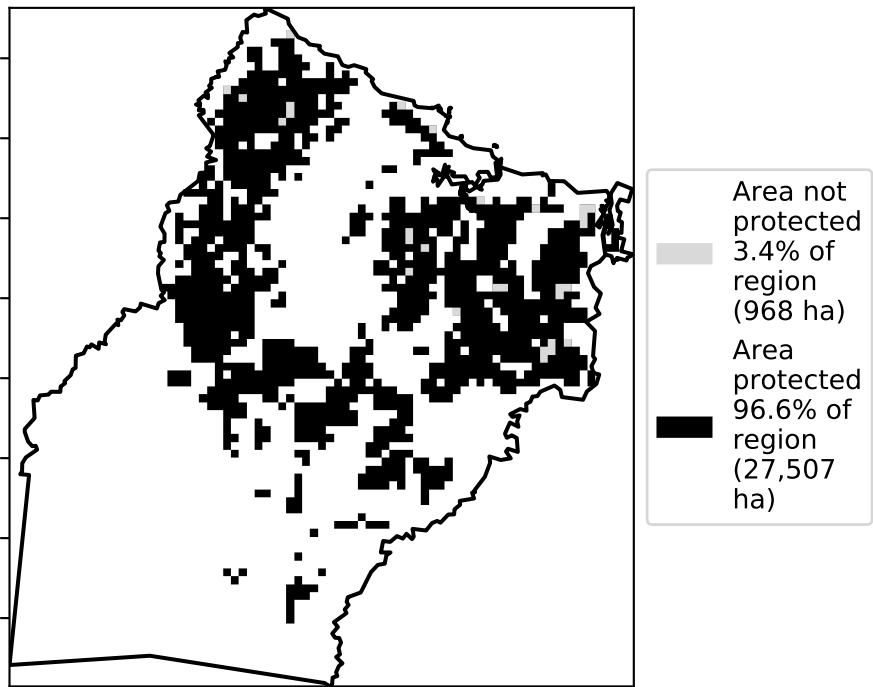 Area not
protected
3.4% of
region
(968 ha)
Area
protected
96.6% of
region
(27,507
ha)